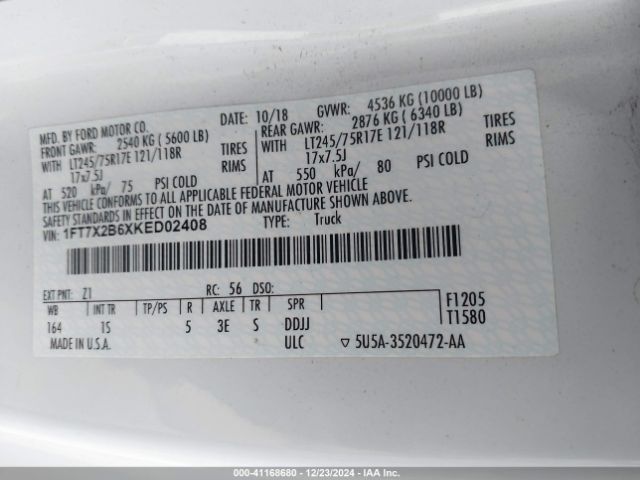 MFD. BY FORD MOTOR CO. DATE: 10/18 GVWR: 4536 KG (10000 LB)
FRONT GAWR: 2540 KG ( 5600 LB) REAR GAWR: 2876 KG ( 6340 LB)
WITH LT245/75R17E 121/118R TIRES WITH LT245/75R17E 121/118R TIRES
17x7.5J RIMS 17x7.5J RIMS
AT 520 kPa/ 75 PSI COLD AT 550 kPa/ 80 PSI COLD
THIS VEHICLE CONFORMS TO ALL APPLICABLE FEDERAL MOTOR VEHICLE
SAFETY STANDARDS IN EFFECT ON THE DATE OF MANUFACTURE SHOWN ABOVE.
VIN: 1FT7X2B6XKED02408 TYPE: Truck
EXT PNT: Z1 RC: 56 DSO:
WB INT TR TP/PS R AXLE TR SPR F1205
164 15 5 3E S DDJJ T1580
MADE IN U.S.A. ULC ▽ 5U5A-3520472-AA
000-41168680 - 12/23/2024 - IAA Inc.